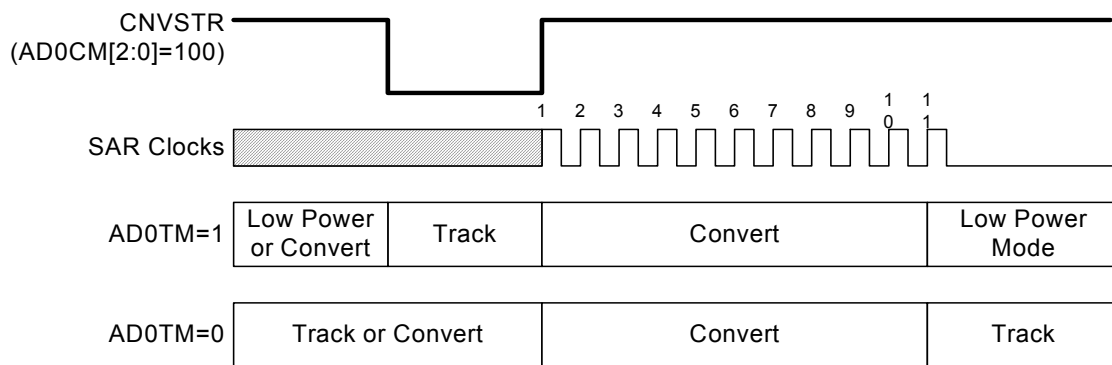 CNVSTR
(AD0CM[2:0]=100)
1 2 3 4 5 6 7 8 9 10 11
SAR Clocks
AD0TM=1
Low Power
or Convert
Track
Convert
Low Power
Mode
AD0TM=0
Track or Convert
Convert
Track